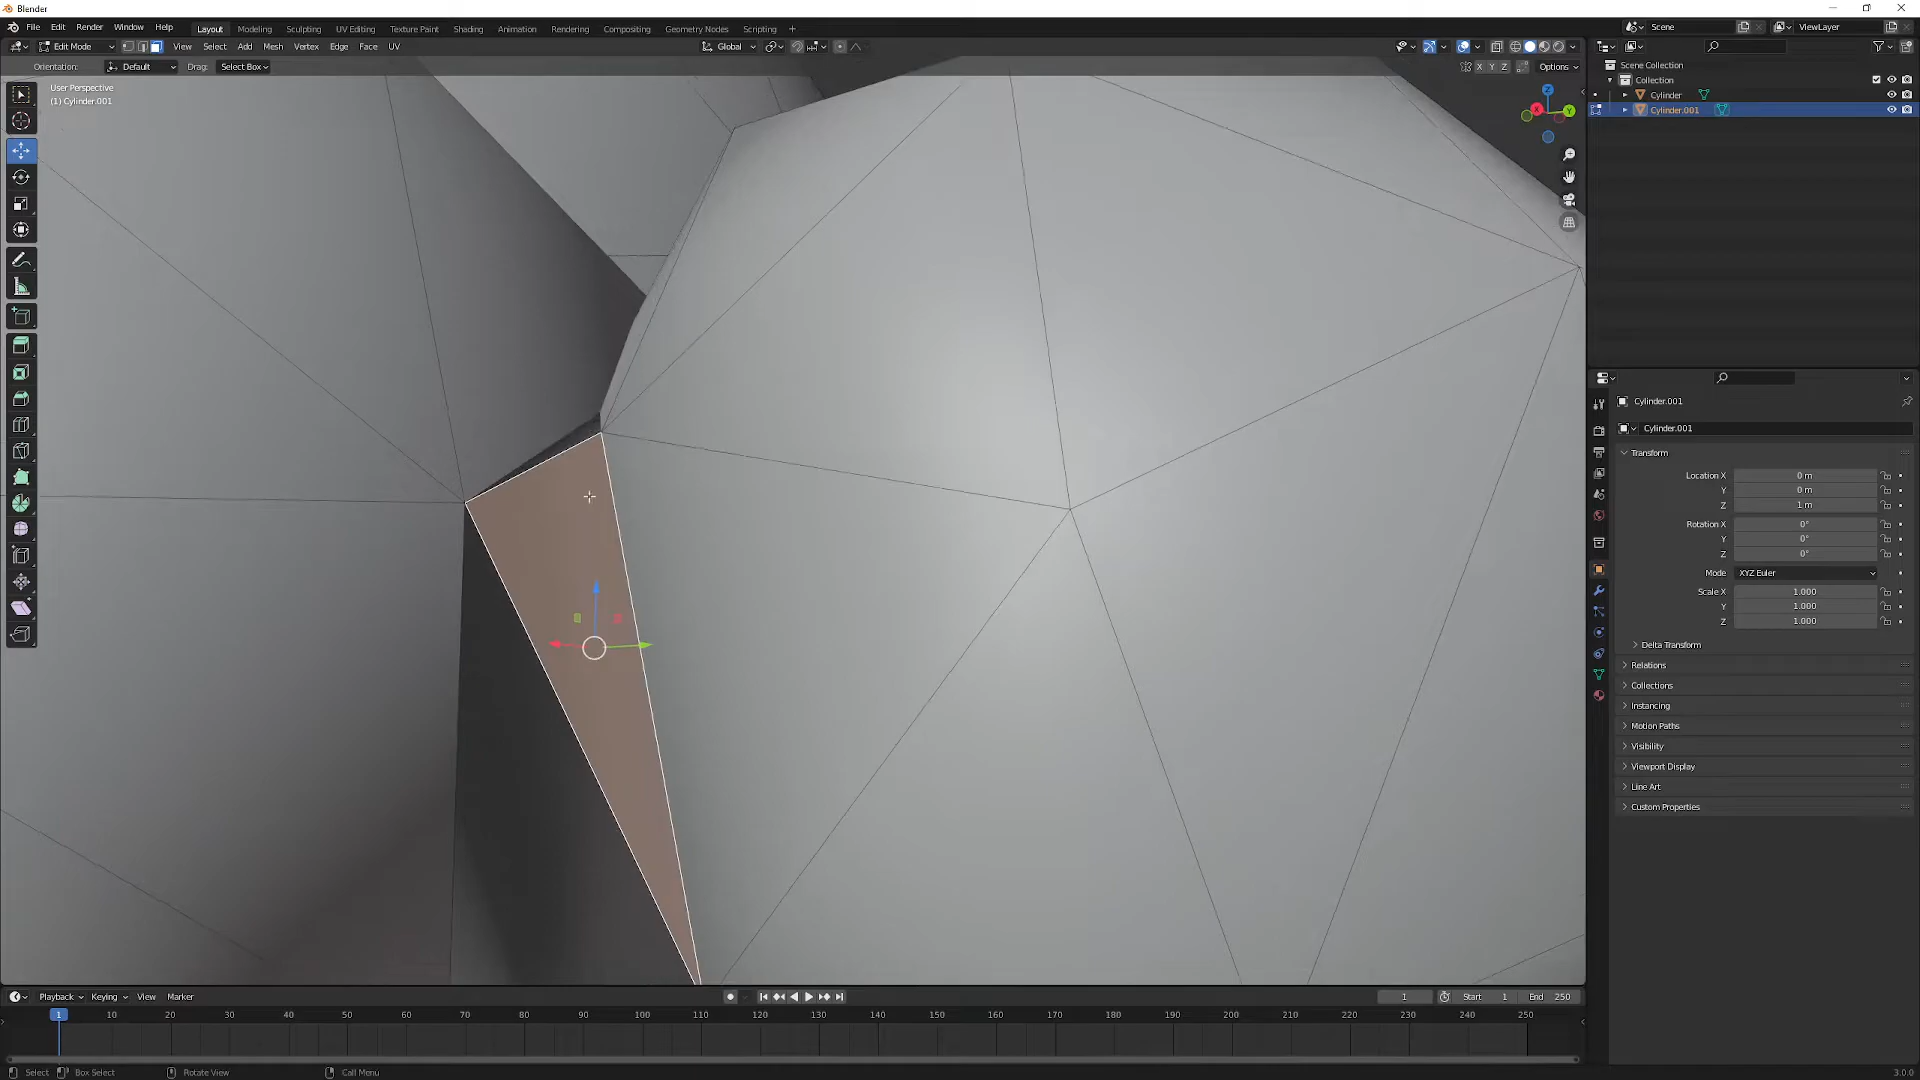 Blender
File Edit Render Window Help Layout Modeling Sculpting UV Editing Texture Paint Shading Animation Rendering Compositing Geometry Nodes Scripting + Scene ViewLayer
Edit Mode View Select Add Mesh Vertex Edge Face UV Global
Orientation: Default Drag: Select Box X Y Z Options
User Perspective
(1) Cylinder.001
Z
X
Y
Scene Collection
Collection
Cylinder
Cylinder.001
Cylinder.001
Cylinder.001
Transform
Location X 0 m
Y 0 m
Z 1 m
Rotation X 0°
Y 0°
Z 0°
Mode XYZ Euler
Scale X 1.000
Y 1.000
Z 1.000
Delta Transform
Relations
Collections
Instancing
Motion Paths
Visibility
Viewport Display
Line Art
Custom Properties
Playback Keying View Marker 1 Start 1 End 250
1 10 20 30 40 50 60 70 80 90 100 110 120 130 140 150 160 170 180 190 200 210 220 230 240 250
Select Box Select Rotate View Call Menu 3.0.0